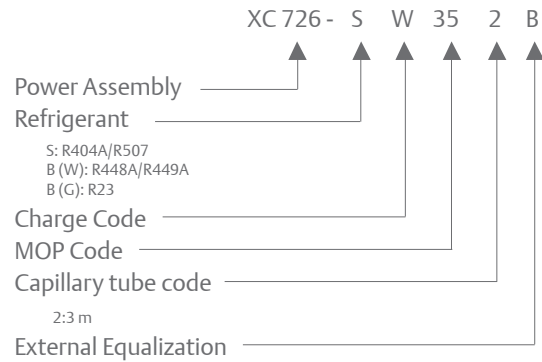 XC 726 - S W 35 2 B
Power Assembly
Refrigerant
S: R404A/R507
B (W): R448A/R449A
B (G): R23
Charge Code
MOP Code
Capillary tube code
2:3 m
External Equalization